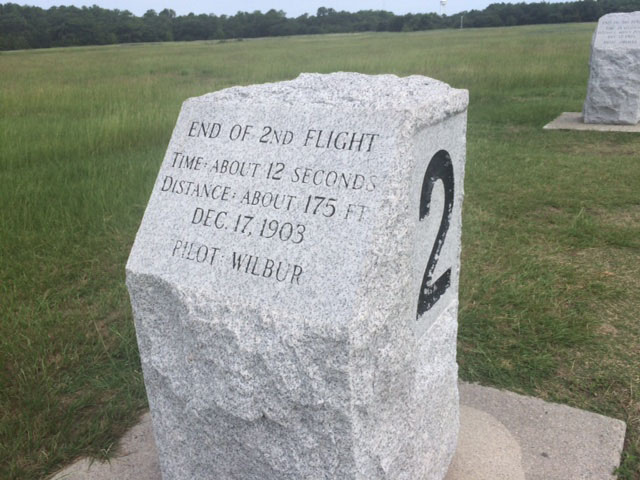 END OF 2ND FLIGHT
TIME: ABOUT 12 SECONDS
DISTANCE: ABOUT 175 FT
DEC. 17, 1903
PILOT: WILBUR
2